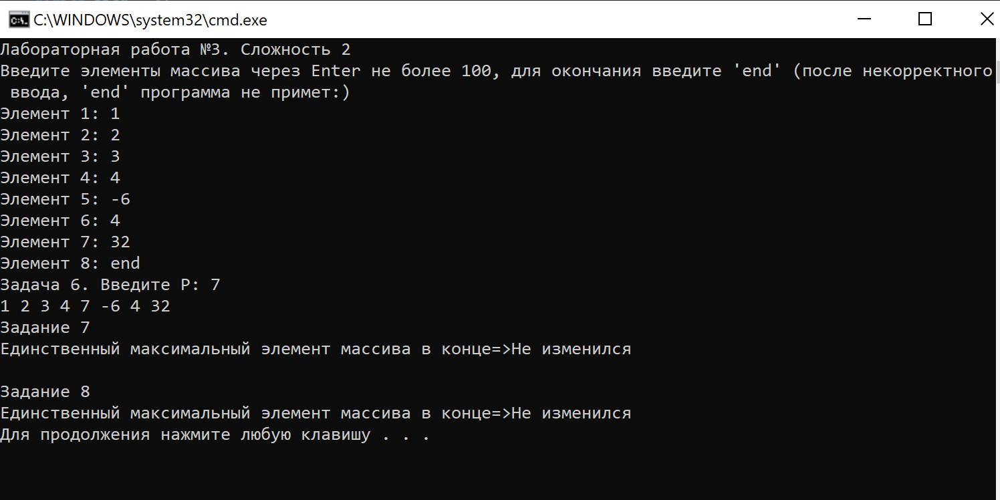 C:\WINDOWS\system32\cmd.exe
Лабораторная работа №3. Сложность 2
Введите элементы массива через Enter не более 100, для окончания введите 'end' (после некорректного
ввода, 'end' программа не примет:)
Элемент 1: 1
Элемент 2: 2
Элемент 3: 3
Элемент 4: 4
Элемент 5: -6
Элемент 6: 4
Элемент 7: 32
Элемент 8: end
Задача 6. Введите P: 7
1 2 3 4 7 -6 4 32
Задание 7
Единственный максимальный элемент массива в конце=>Не изменился
Задание 8
Единственный максимальный элемент массива в конце=>Не изменился
Для продолжения нажмите любую клавишу . . .